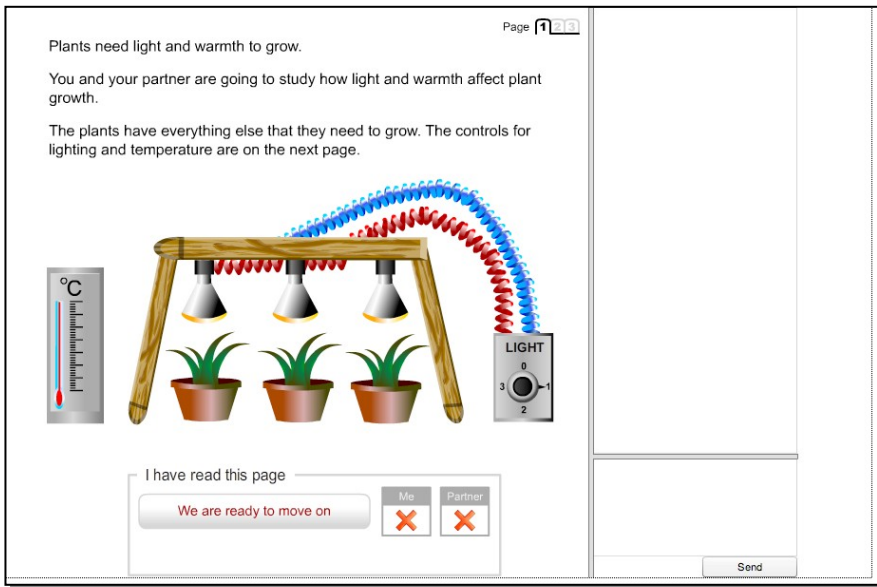 Page 1 2 3
Plants need light and warmth to grow.
You and your partner are going to study how light and warmth affect plant
growth.
The plants have everything else that they need to grow. The controls for
lighting and temperature are on the next page.
°C
LIGHT
0
3 1
2
I have read this page
Me Partner
We are ready to move on
Send